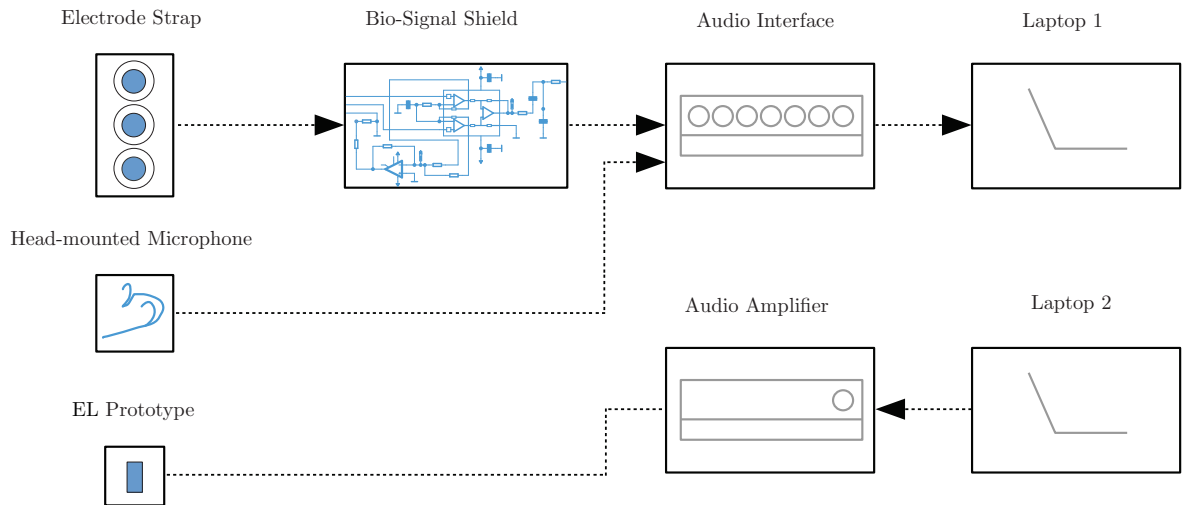 Electrode Strap
Bio-Signal Shield
Audio Interface
Laptop 1
Head-mounted Microphone
Audio Amplifier
Laptop 2
EL Prototype